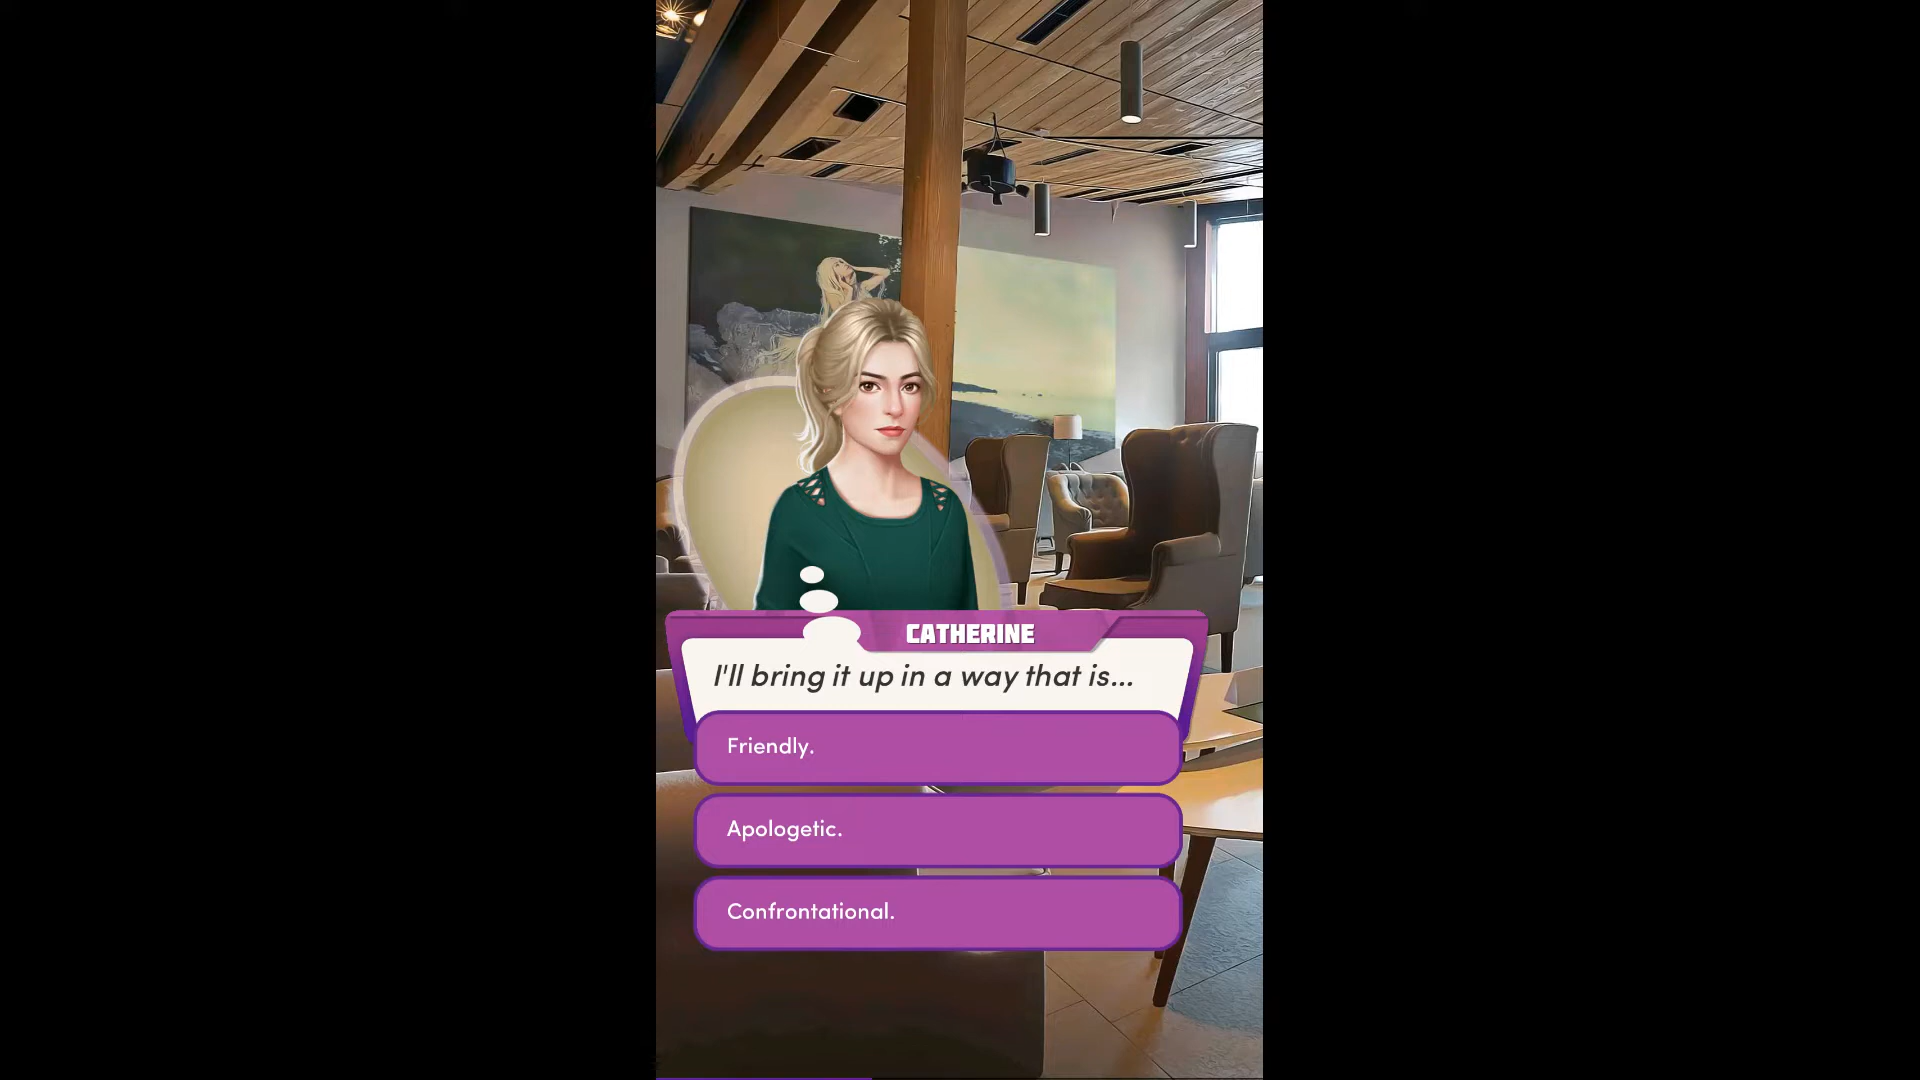 CATHERINE
I'll bring it up in a way that is...
Friendly.
Apologetic.
Confrontational.